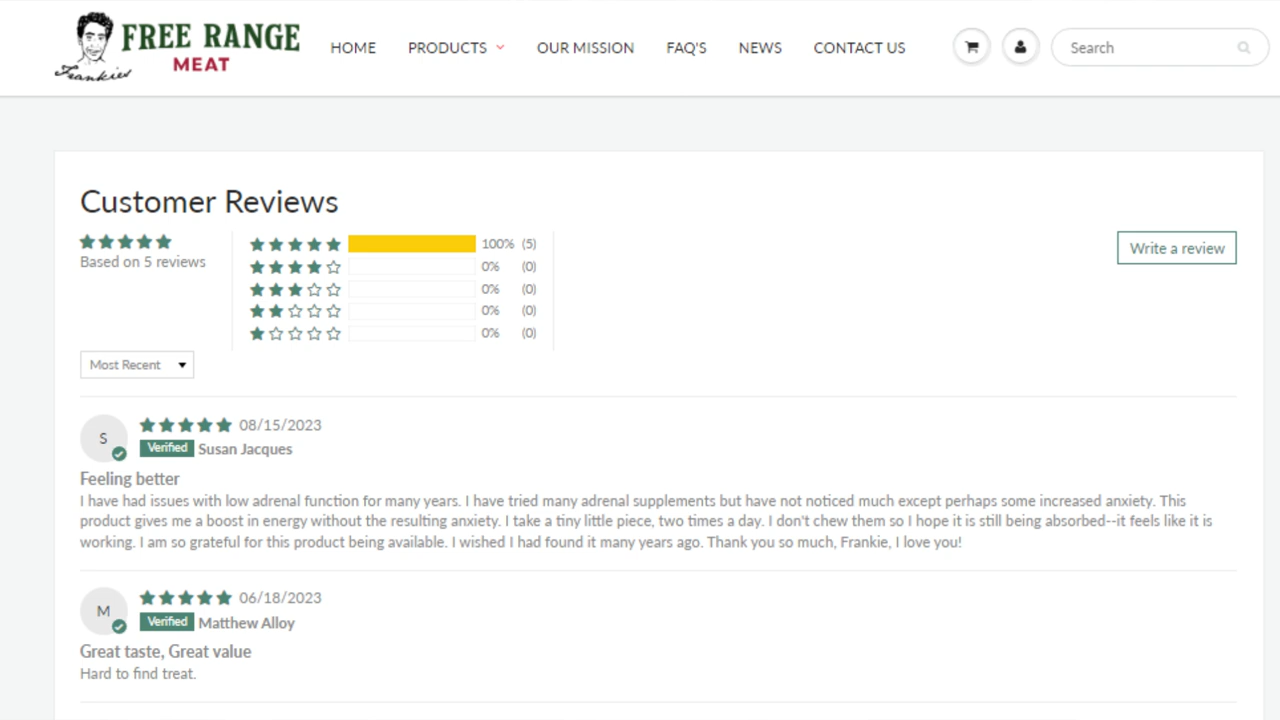 FREE RANGE
MEAT
Frankies
HOME PRODUCTS OUR MISSION FAQ'S NEWS CONTACT US Search
Customer Reviews
Based on 5 reviews
100% (5)
0% (0)
0% (0)
0% (0)
0% (0)
Write a review
Most Recent
S
08/15/2023
Verified Susan Jacques
Feeling better
I have had issues with low adrenal function for many years. I have tried many adrenal supplements but have not noticed much except perhaps some increased anxiety. This
product gives me a boost in energy without the resulting anxiety. I take a tiny little piece, two times a day. I don't chew them so I hope it is still being absorbed--it feels like it is
working. I am so grateful for this product being available. I wished I had found it many years ago. Thank you so much, Frankie, I love you!
M
06/18/2023
Verified Matthew Alloy
Great taste, Great value
Hard to find treat.